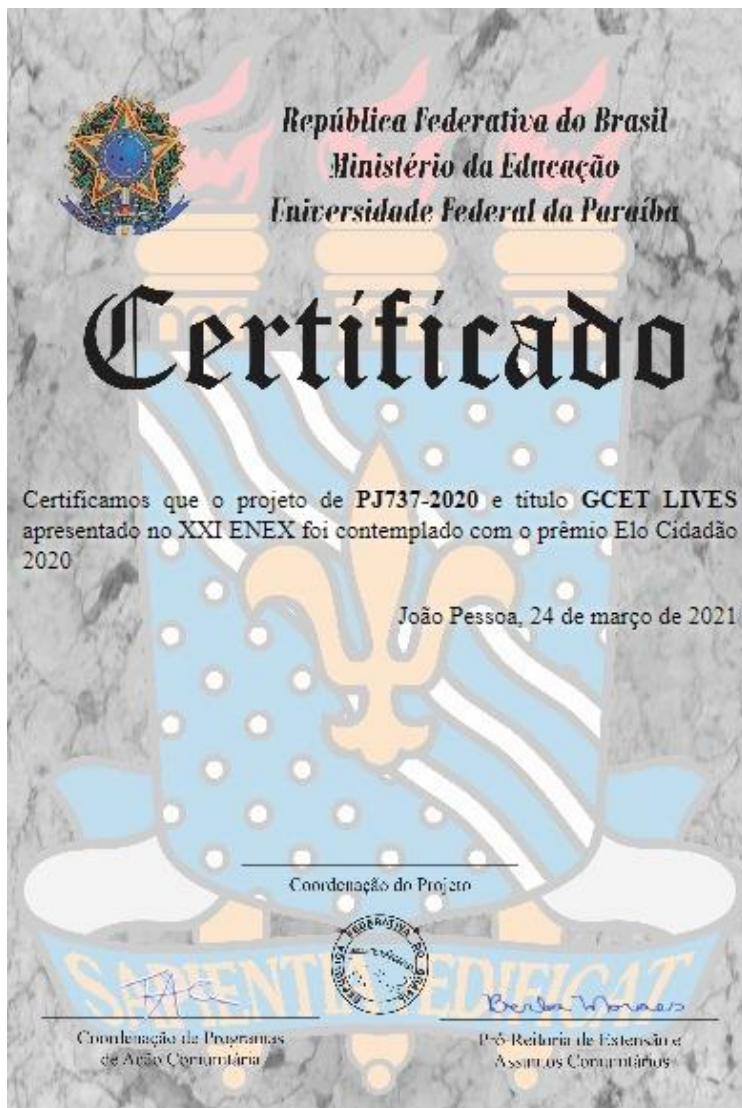 República Federativa do Brasil
Ministério da Educação
Universidade Federal da Paraíba
Certificado
Certificamos que o projeto de PJ737-2020 e título GCET LIVES
apresentado no XXI ENEX foi contemplado com o prêmio Elo Cidadão
2020
João Pessoa, 24 de março de 2021
Coordenação do Projeto
SAPIENTIA EDIFICAT
Coordenação de Programas
de Ação Comunitária
Pró-Reitoria de Extensão e
Assuntos Comunitários